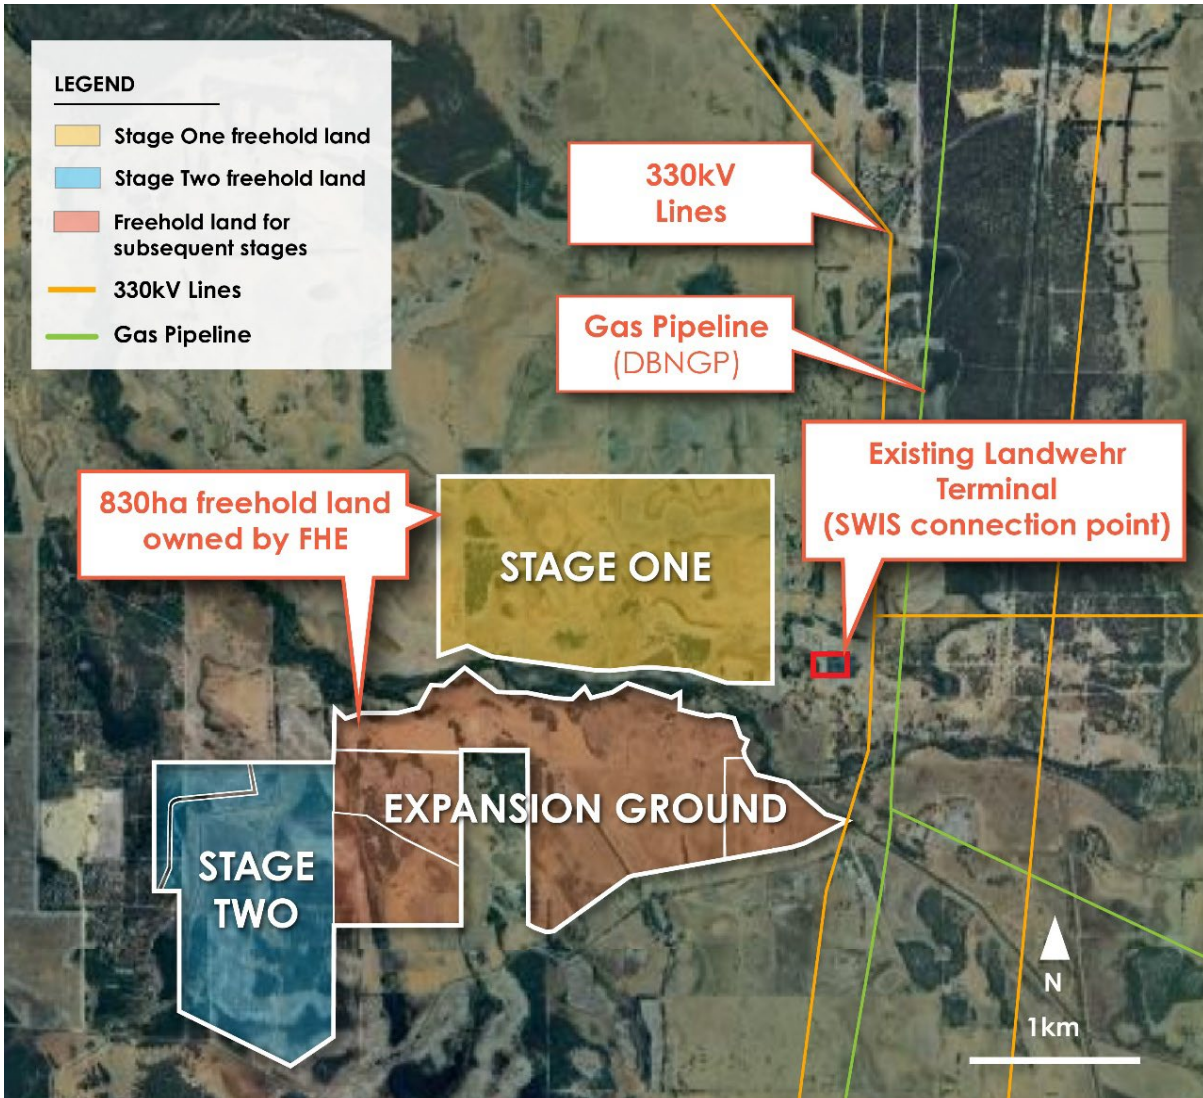 LEGEND
Stage One freehold land
Stage Two freehold land
Freehold land for
subsequent stages
330kV Lines
Gas Pipeline
330kV
Lines
Gas Pipeline
(DBNGP)
Existing Landwehr
Terminal
(SWIS connection point)
830ha freehold land
owned by FHE
STAGE ONE
EXPANSION GROUND
STAGE
TWO
N
1km